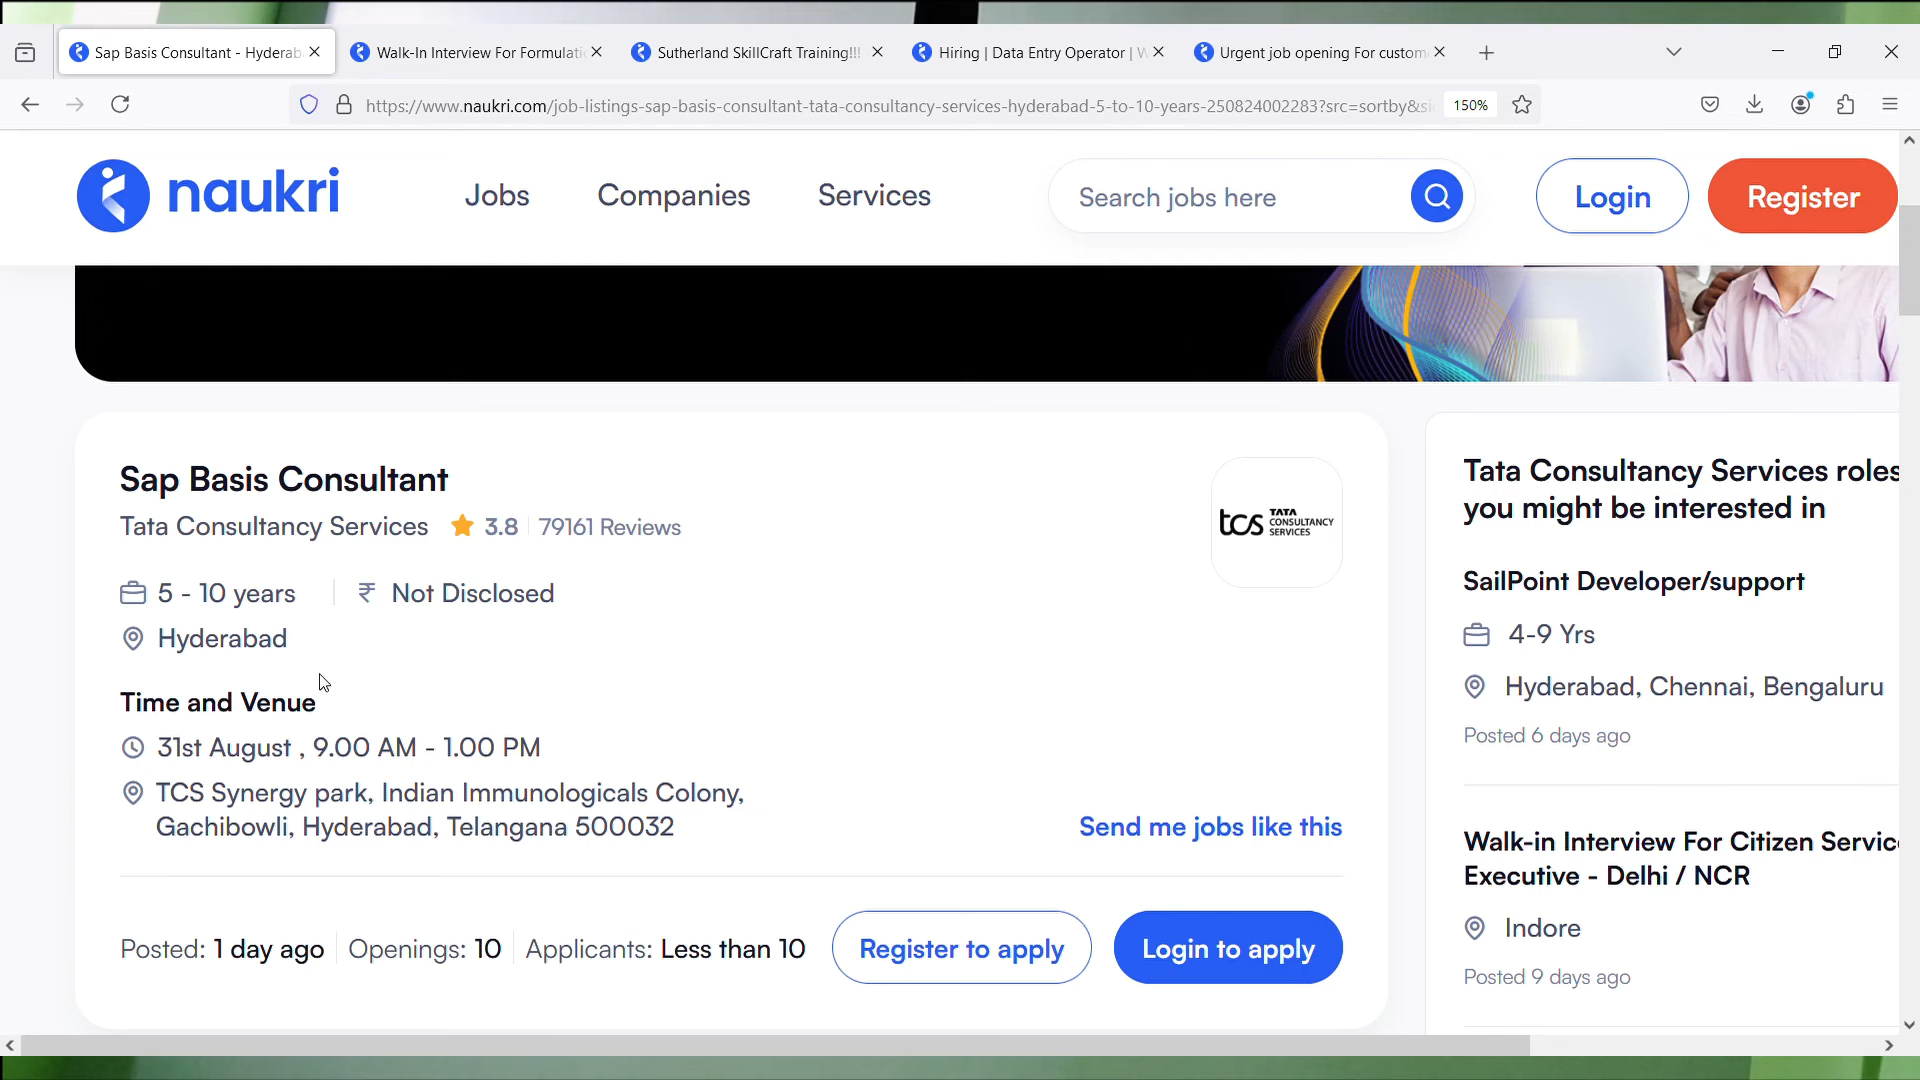 Sap Basis Consultant - Hyderab
Walk-In Interview For Formulati
Sutherland SkillCraft Training!!!
Hiring | Data Entry Operator | W
Urgent job opening For custom
https://www.naukri.com/job-listings-sap-basis-consultant-tata-consultancy-services-hyderabad-5-to-10-years-250824002283?src=sortby&si
150%
naukri
Jobs
Companies
Services
Search jobs here
Login
Register
Sap Basis Consultant
Tata Consultancy Services 3.8 79161 Reviews
tcs TATA
CONSULTANCY
SERVICES
5 - 10 years ₹ Not Disclosed
Hyderabad
Time and Venue
31st August , 9.00 AM - 1.00 PM
TCS Synergy park, Indian Immunologicals Colony,
Gachibowli, Hyderabad, Telangana 500032
Send me jobs like this
Posted: 1 day ago Openings: 10 Applicants: Less than 10
Register to apply
Login to apply
Tata Consultancy Services roles
you might be interested in
SailPoint Developer/support
4-9 Yrs
Hyderabad, Chennai, Bengaluru
Posted 6 days ago
Walk-in Interview For Citizen Servic
Executive - Delhi / NCR
Indore
Posted 9 days ago